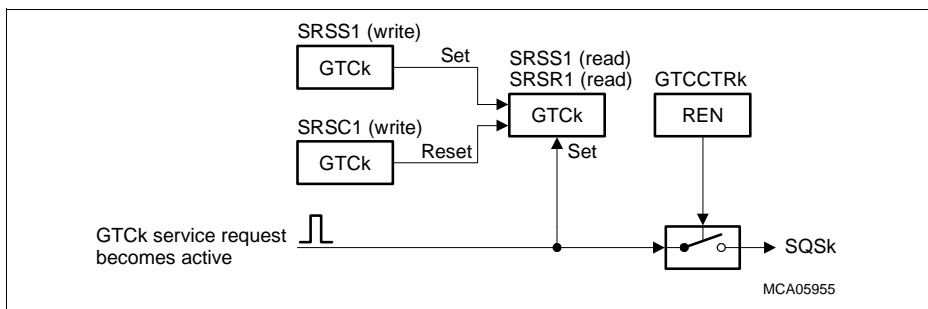 SRSS1 (write)
GTCk
Set
SRSS1 (read)
SRSR1 (read)
GTCk
GTCCTRk
REN
SRSC1 (write)
GTCk
Reset
Set
GTCk service request
becomes active
SQSk
MCA05955